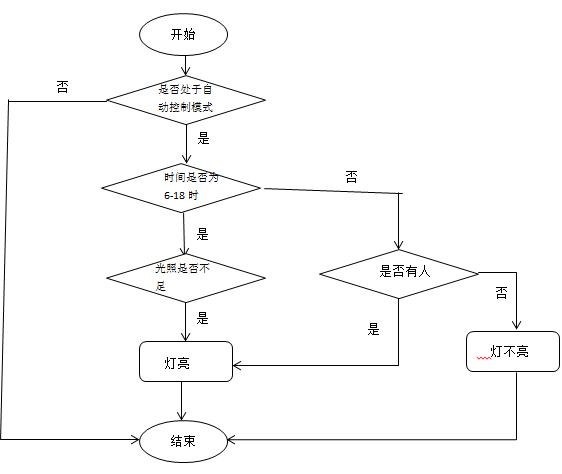 开始
否
是否处于自
动控制模式
是
时间是否为
6-18 时
否
是
光照是否不
足
是否有人
否
是
是
灯亮
灯不亮
结束